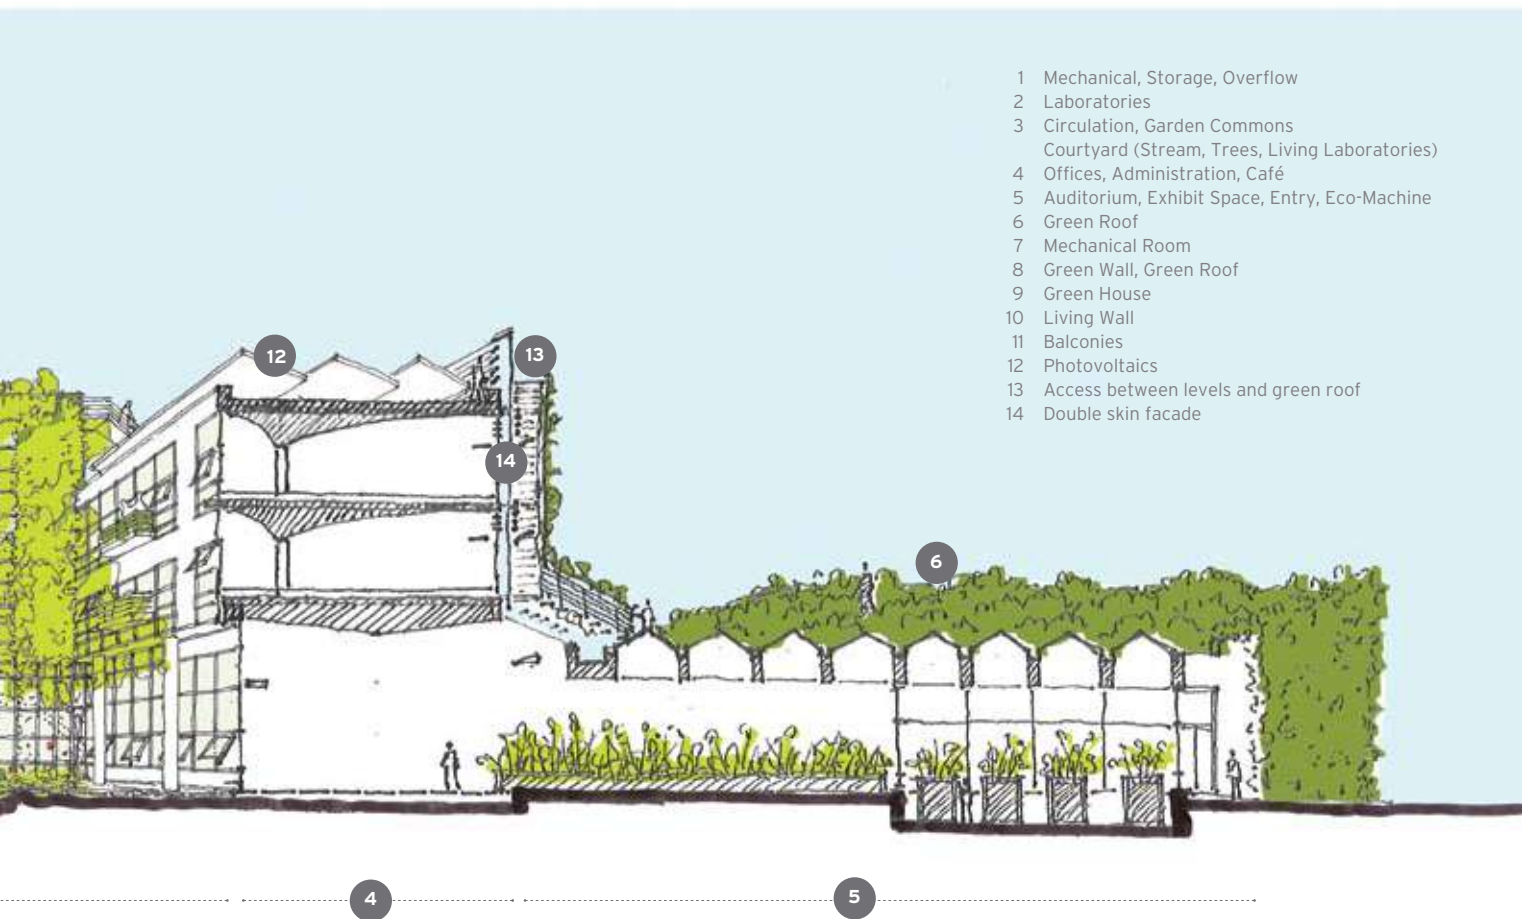 1 Mechanical, Storage, Overflow
2 Laboratories
3 Circulation, Garden Commons
Courtyard (Stream, Trees, Living Laboratories)
4 Offices, Administration, Café
5 Auditorium, Exhibit Space, Entry, Eco-Machine
6 Green Roof
7 Mechanical Room
8 Green Wall, Green Roof
9 Green House
10 Living Wall
11 Balconies
12 Photovoltaics
13 Access between levels and green roof
14 Double skin facade
12
13
14
6
4
5